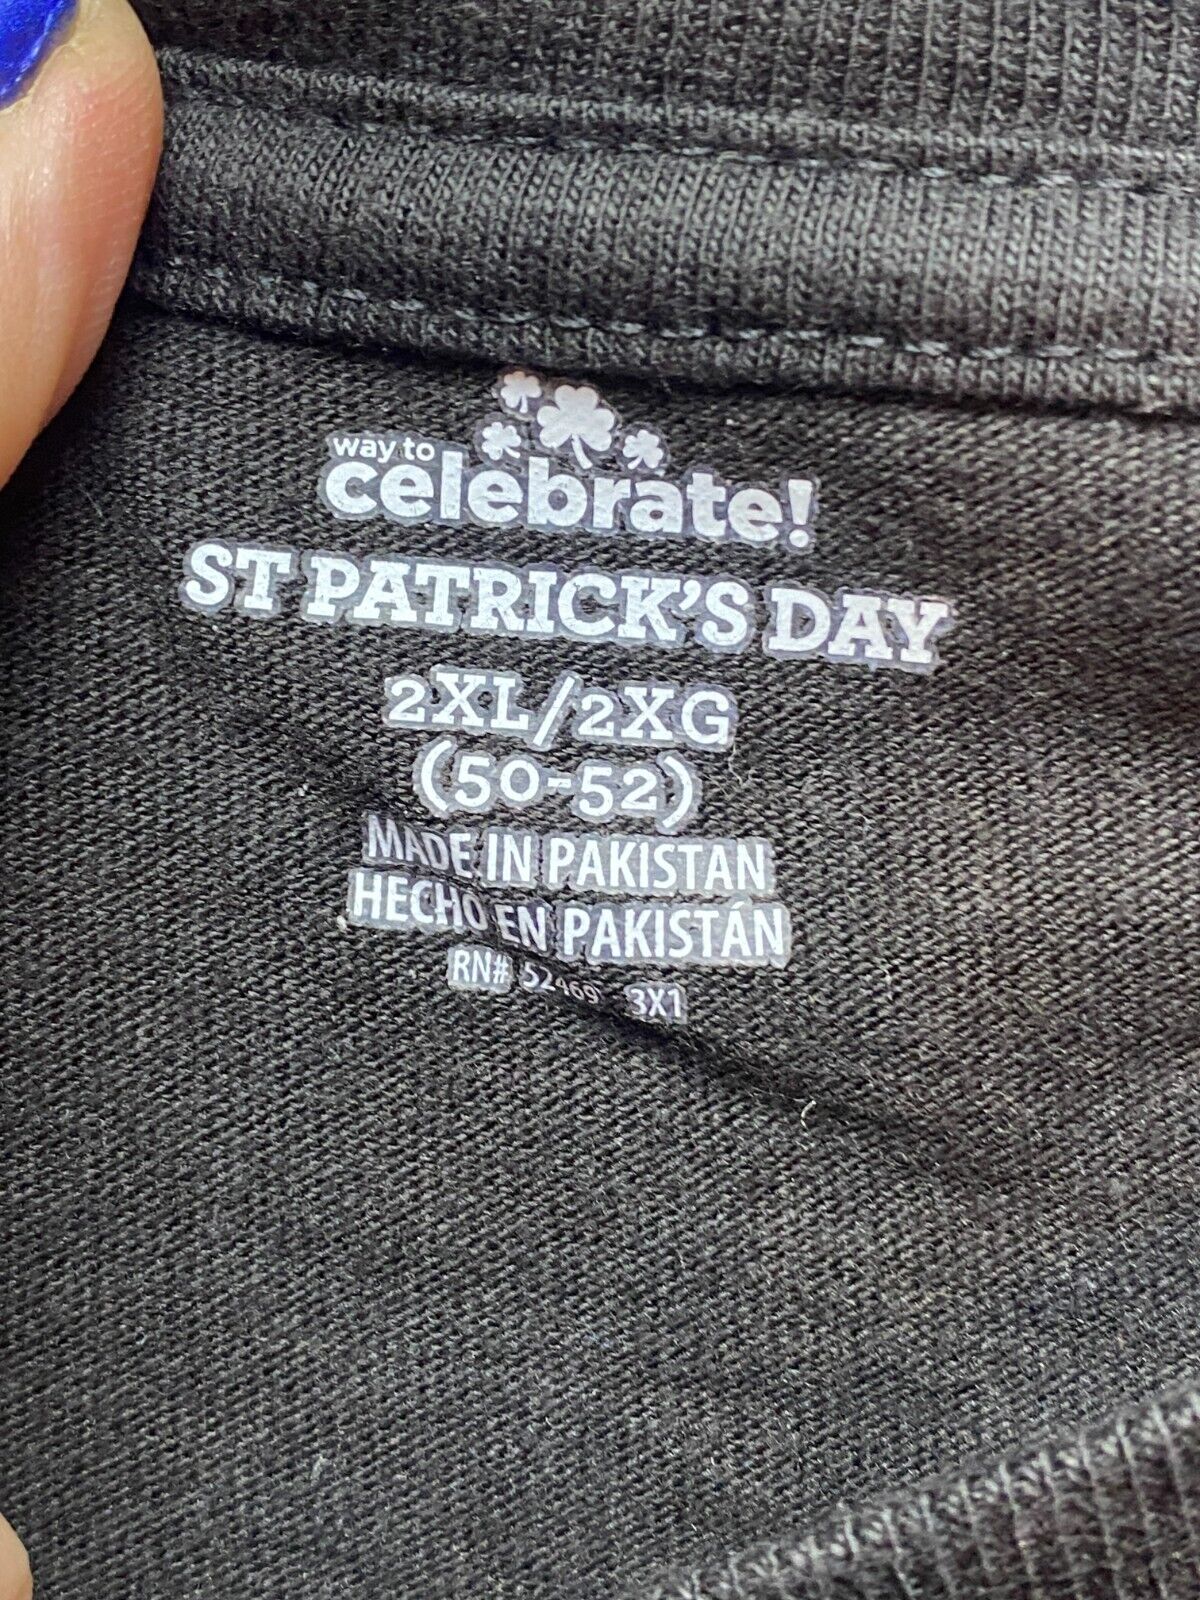 way to
celebrate!
ST PATRICK'S DAY
2XL/2XG
(50-52)
MADE IN PAKISTAN
HECHO EN PAKISTÁN
RN# 52469 3X1